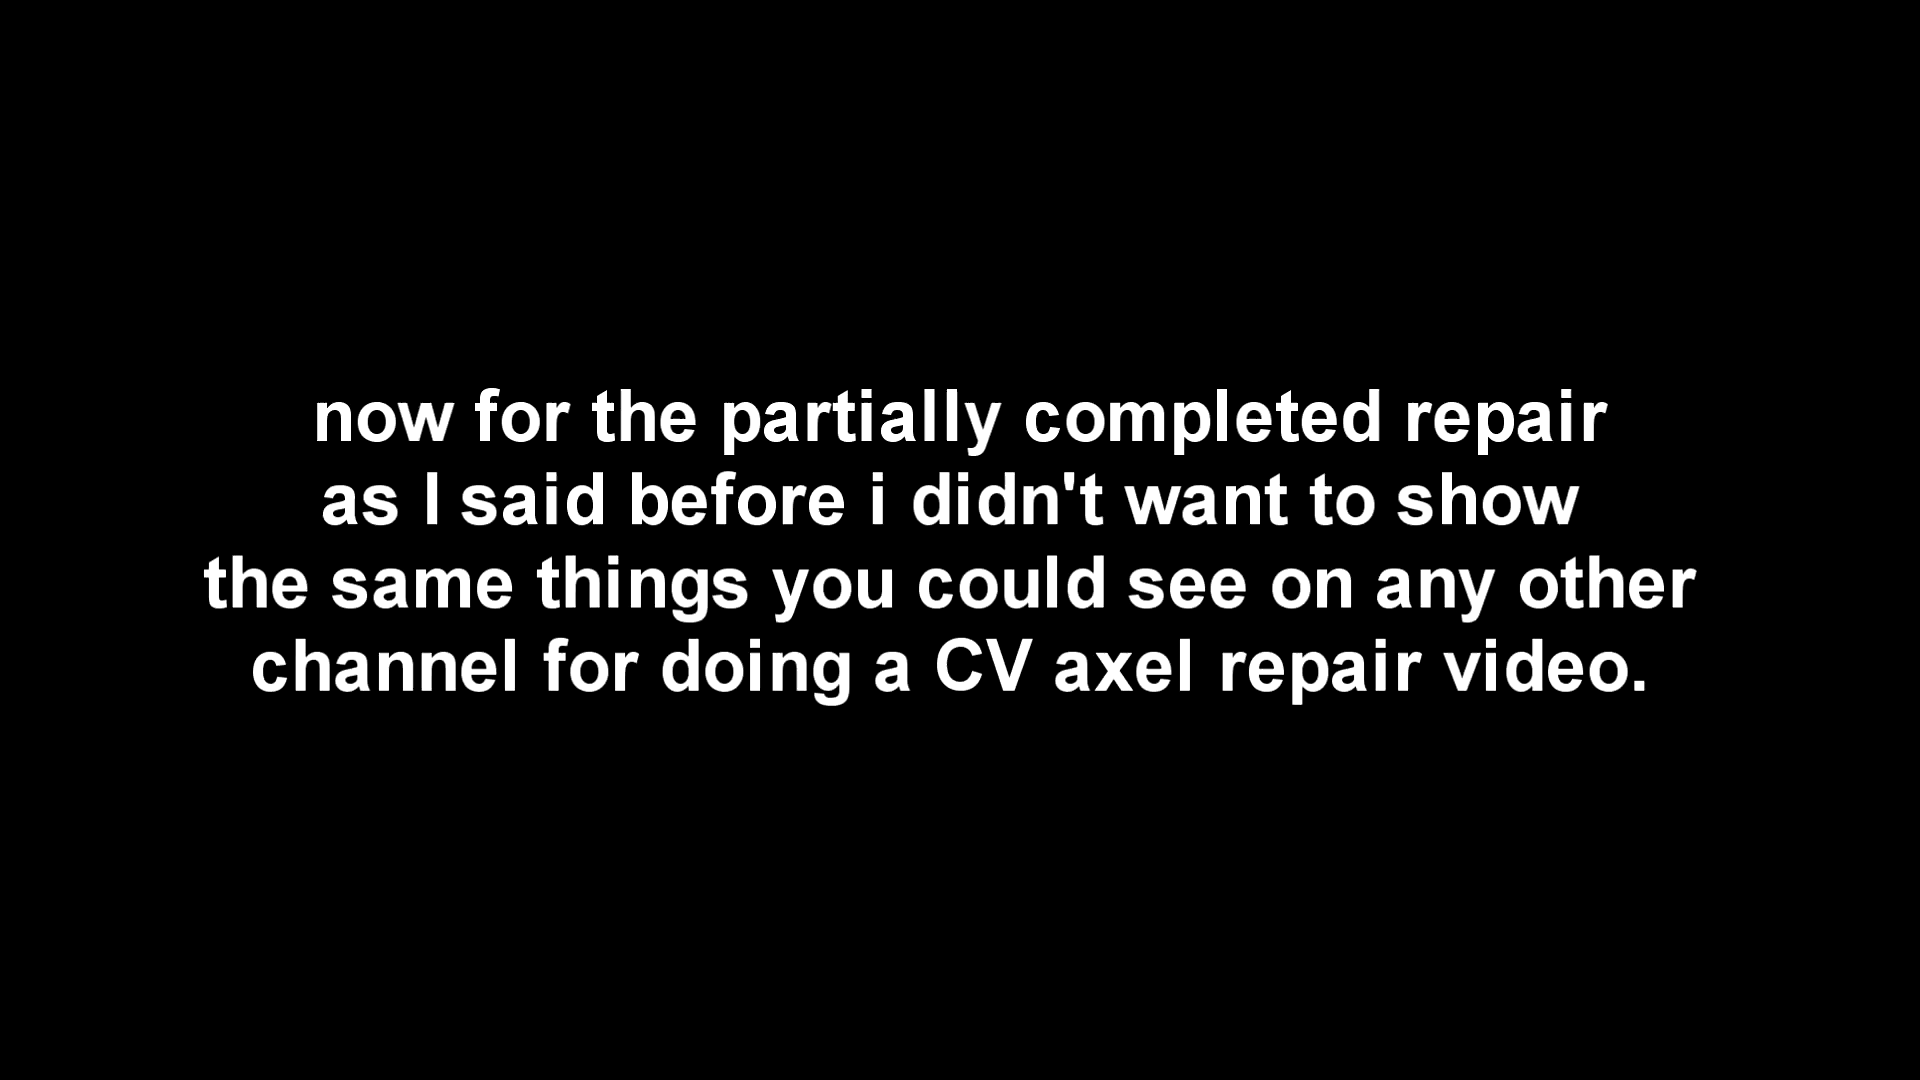 now for the partially completed repair
as I said before i didn't want to show
the same things you could see on any other
channel for doing a CV axel repair video.